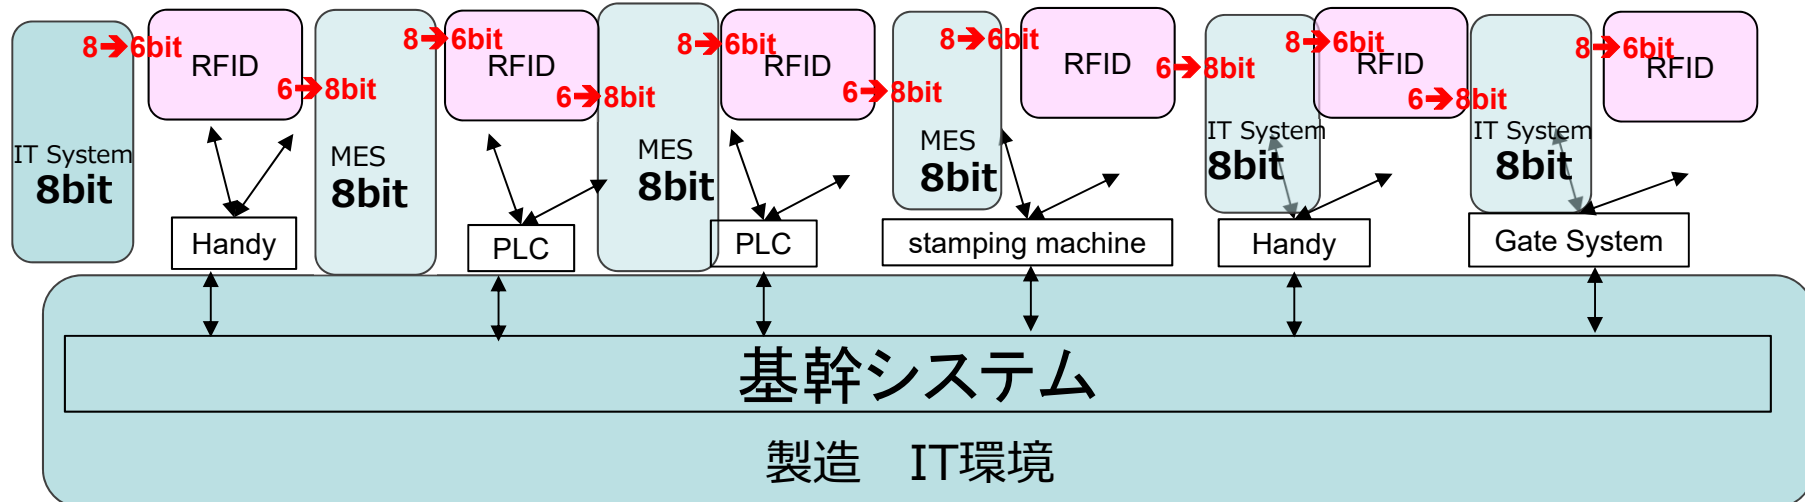 8→6bit
RFID
6→8bit
IT System
8bit
Handy
8→6bit
RFID
6→8bit
MES
8bit
PLC
8→6bit
RFID
6→8bit
MES
8bit
PLC
8→6bit
RFID
6→8bit
MES
8bit
stamping machine
8→6bit
RFID
6→8bit
IT System
8bit
Handy
8→6bit
RFID
IT System
8bit
Gate System
基幹システム
製造　IT環境